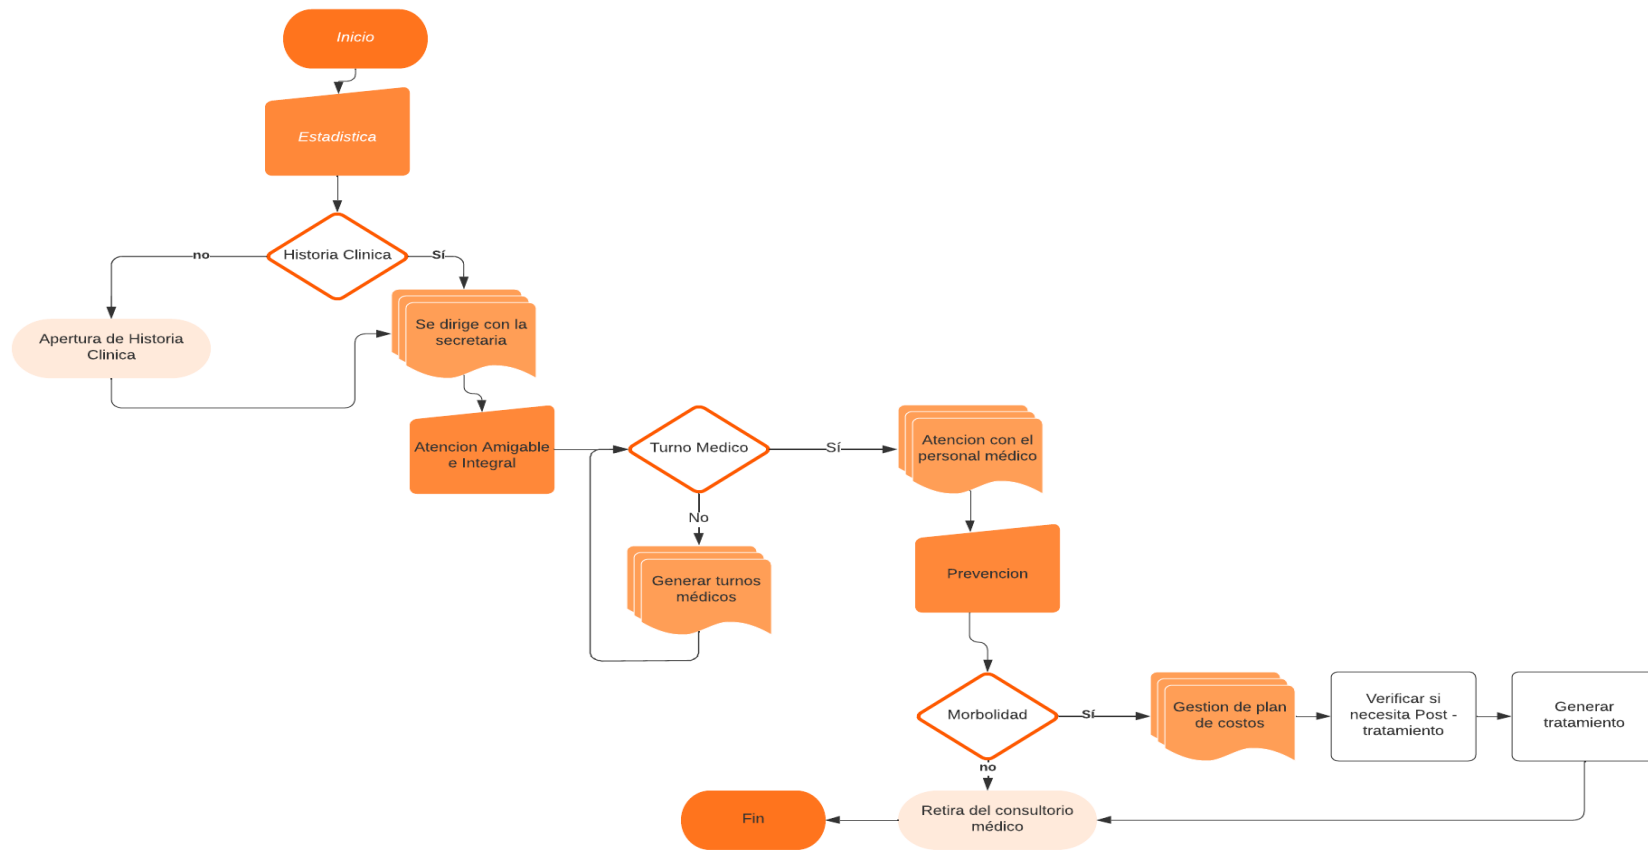 Inicio
Estadistica
Historia Clinica
no
Sí
Apertura de Historia
Clinica
Se dirige con la
secretaria
Atencion Amigable
e Integral
Turno Medico
Sí
No
Generar turnos
médicos
Atencion con el
personal médico
Prevencion
Morbolidad
Sí
no
Gestion de plan
de costos
Verificar si
necesita Post -
tratamiento
Generar
tratamiento
Retira del consultorio
médico
Fin